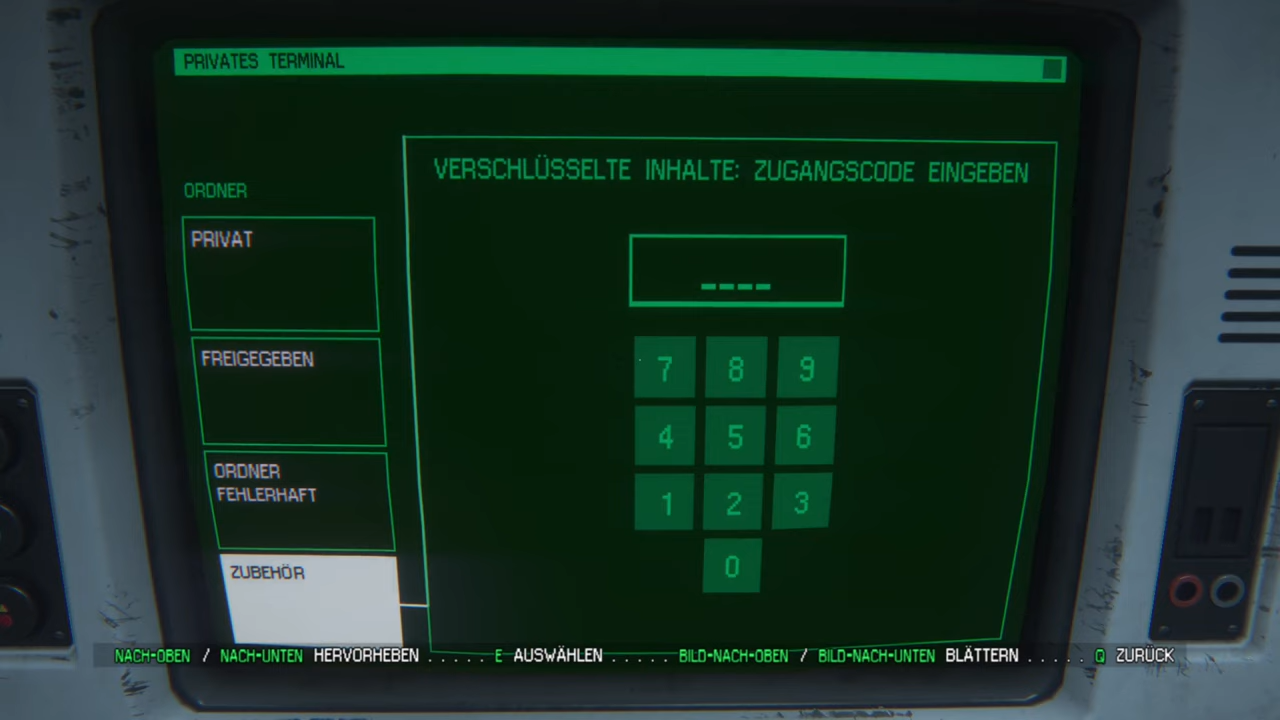 PRIVATES TERMINAL
VERSCHLÜSSELTE INHALTE: ZUGANGSCODE EINGEBEN
ORDNER
PRIVAT
FREIGEGEBEN
ORDNER
FEHLERHAFT
ZUBEHÖR
_ _ _ _
7 8 9
4 5 6
1 2 3
0
NACH-OBEN / NACH-UNTEN HERVORHEBEN ..... E AUSWÄHLEN ..... BILD-NACH-OBEN / BILD-NACH-UNTEN BLÄTTERN ..... Q ZURÜCK